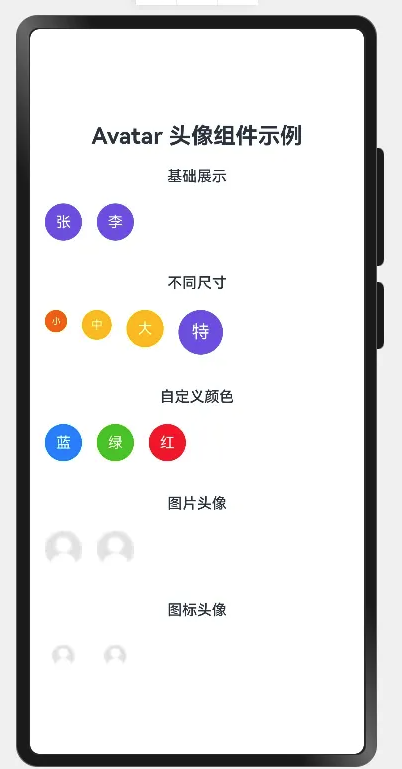 Avatar 头像组件示例
基础展示
张 李
不同尺寸
小 中 大 特
自定义颜色
蓝 绿 红
图片头像
图标头像